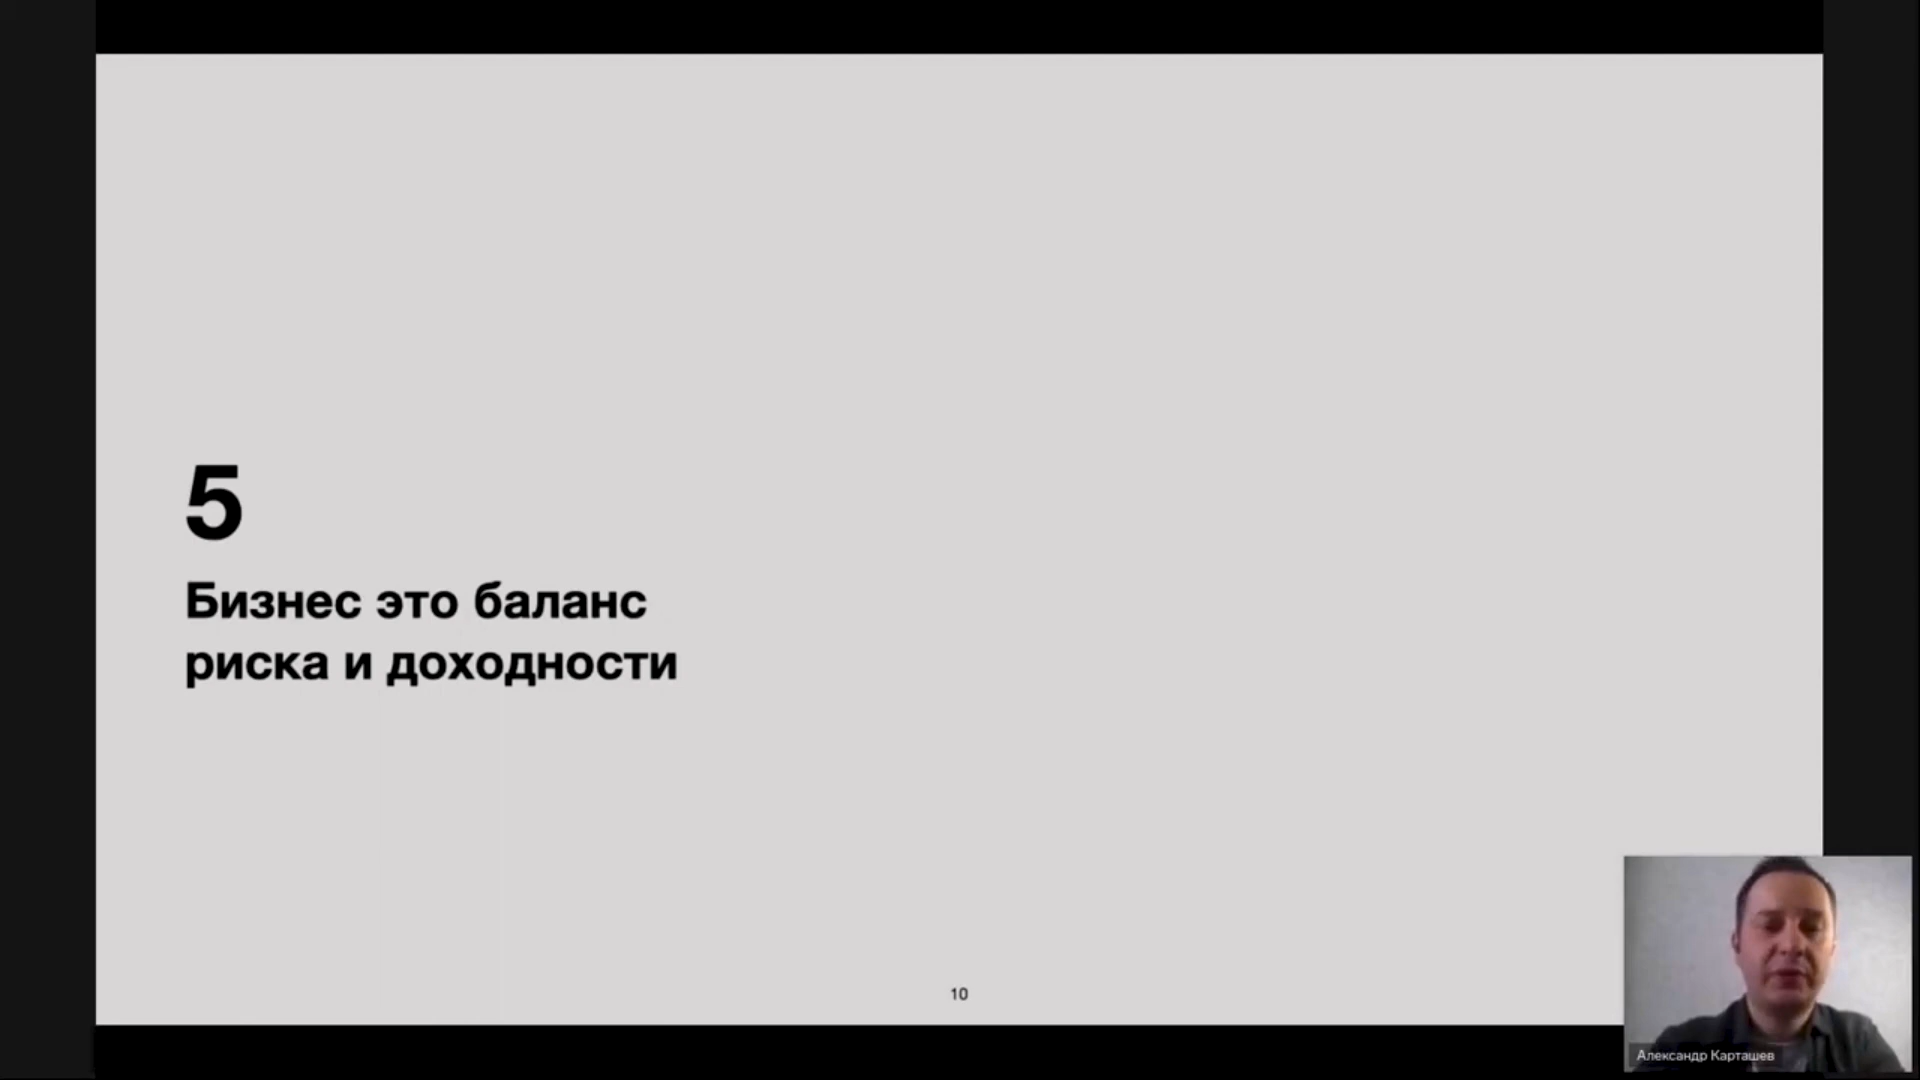 5
Бизнес это баланс
риска и доходности
10
Александр Карташев